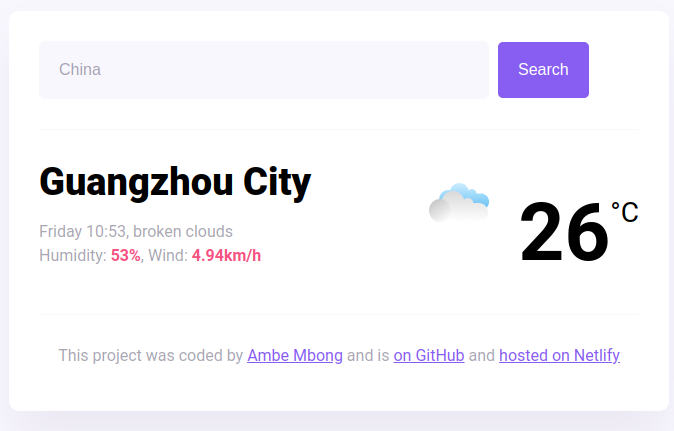 China
Search
Guangzhou City
Friday 10:53, broken clouds
Humidity: 53%, Wind: 4.94km/h
26°C
This project was coded by Ambe Mbong and is on GitHub and hosted on Netlify